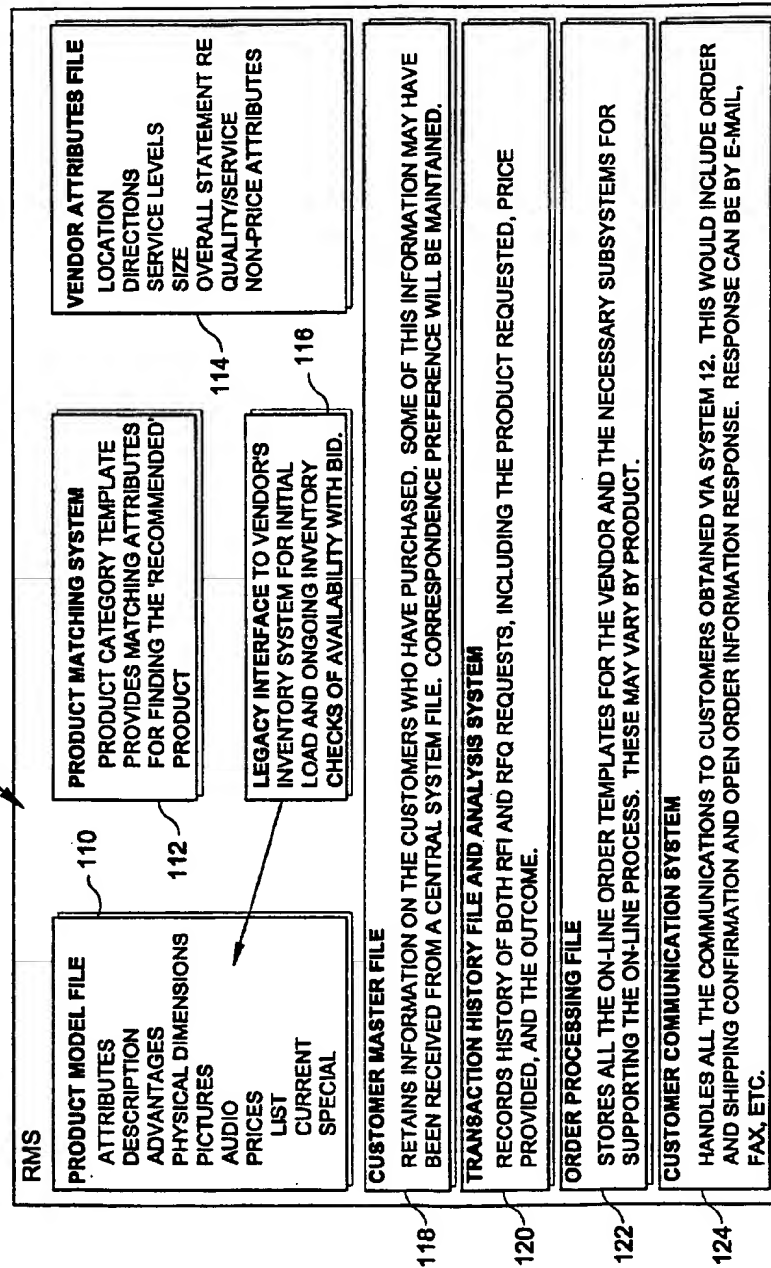 RMS
PRODUCT MODEL FILE
ATTRIBUTES
DESCRIPTION
ADVANTAGES
PHYSICAL DIMENSIONS
PICTURES
AUDIO
PRICES
LIST
CURRENT
SPECIAL
110
PRODUCT MATCHING SYSTEM
PRODUCT CATEGORY TEMPLATE
PROVIDES MATCHING ATTRIBUTES
FOR FINDING THE 'RECOMMENDED'
PRODUCT
112
LEGACY INTERFACE TO VENDOR'S
INVENTORY SYSTEM FOR INITIAL
LOAD AND ONGOING INVENTORY
CHECKS OF AVAILABILITY WITH BID.
116
VENDOR ATTRIBUTES FILE
LOCATION
DIRECTIONS
SERVICE LEVELS
SIZE
OVERALL STATEMENT RE
QUALITY/SERVICE
NON-PRICE ATTRIBUTES
114
CUSTOMER MASTER FILE
RETAINS INFORMATION ON THE CUSTOMERS WHO HAVE PURCHASED. SOME OF THIS INFORMATION MAY HAVE
BEEN RECEIVED FROM A CENTRAL SYSTEM FILE. CORRESPONDENCE PREFERENCE WILL BE MAINTAINED.
118
TRANSACTION HISTORY FILE AND ANALYSIS SYSTEM
RECORDS HISTORY OF BOTH RFI AND RFQ REQUESTS, INCLUDING THE PRODUCT REQUESTED, PRICE
PROVIDED, AND THE OUTCOME.
120
ORDER PROCESSING FILE
STORES ALL THE ON-LINE ORDER TEMPLATES FOR THE VENDOR AND THE NECESSARY SUBSYSTEMS FOR
SUPPORTING THE ON-LINE PROCESS. THESE MAY VARY BY PRODUCT.
122
CUSTOMER COMMUNICATION SYSTEM
HANDLES ALL THE COMMUNICATIONS TO CUSTOMERS OBTAINED VIA SYSTEM 12. THIS WOULD INCLUDE ORDER
AND SHIPPING CONFIRMATION AND OPEN ORDER INFORMATION RESPONSE. RESPONSE CAN BE BY E-MAIL,
FAX, ETC.
124